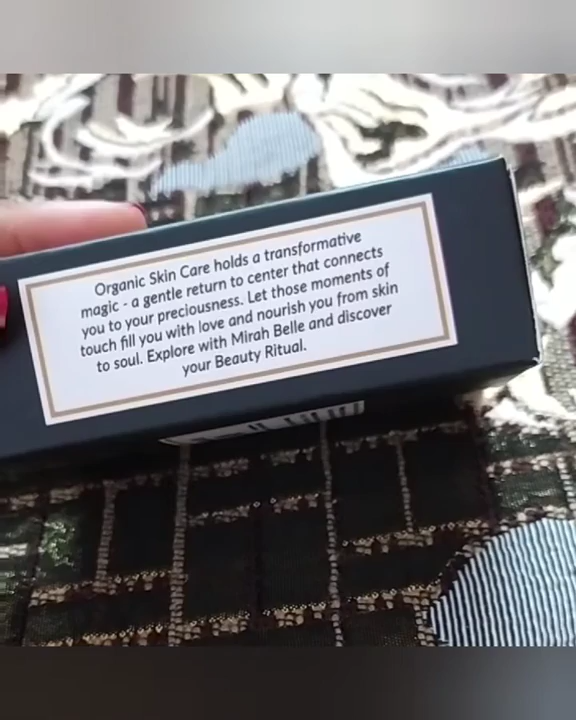 Organic Skin Care holds a transformative
magic - a gentle return to center that connects
you to your preciousness. Let those moments of
touch fill you with love and nourish you from skin
to soul. Explore with Mirah Belle and discover
your Beauty Ritual.